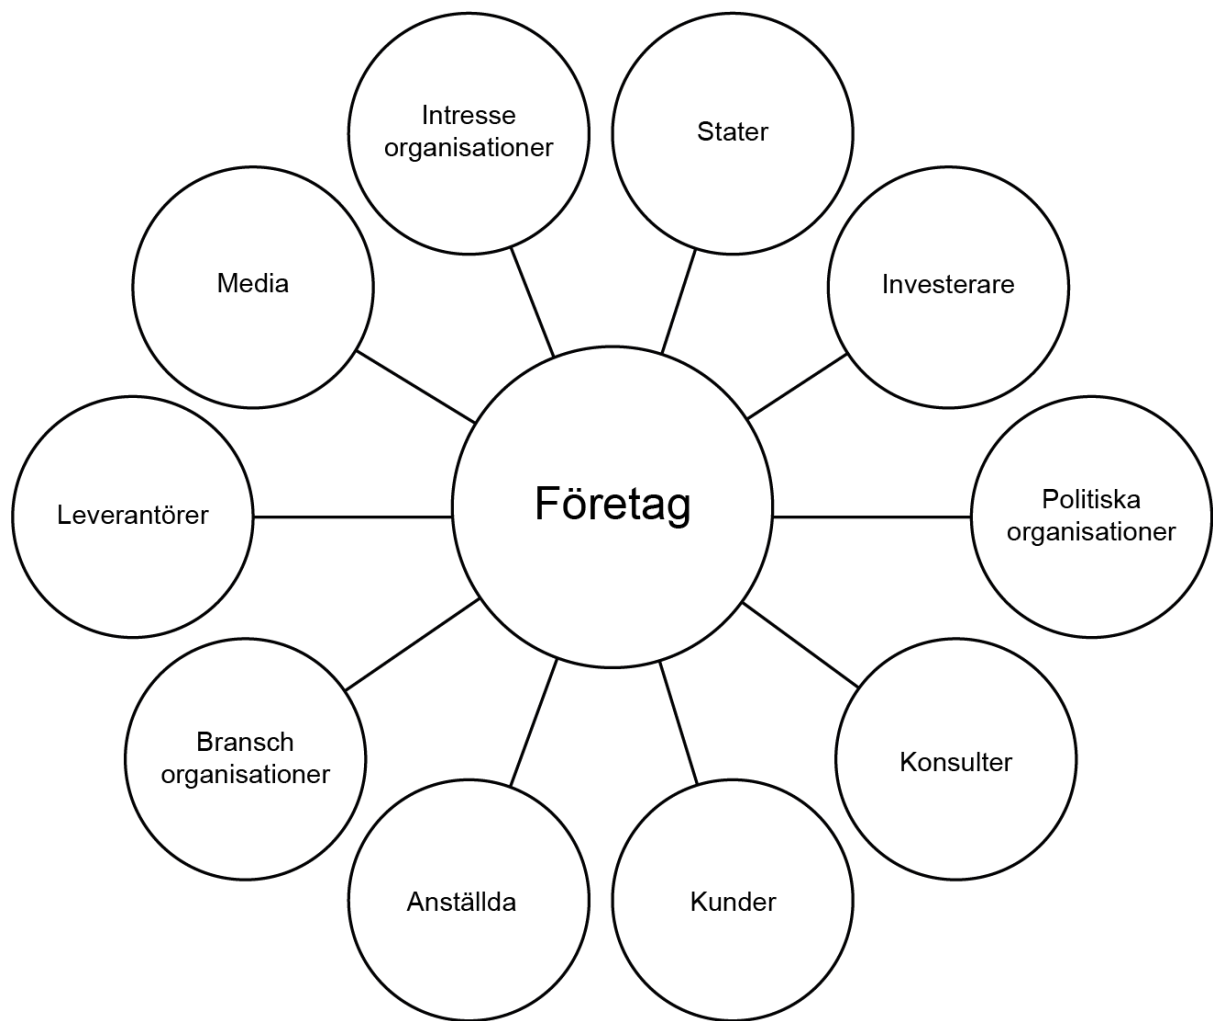 Intresse
organisationer
Stater
Media
Investerare
Företag
Leverantörer
Politiska
organisationer
Bransch
organisationer
Konsulter
Anställda
Kunder